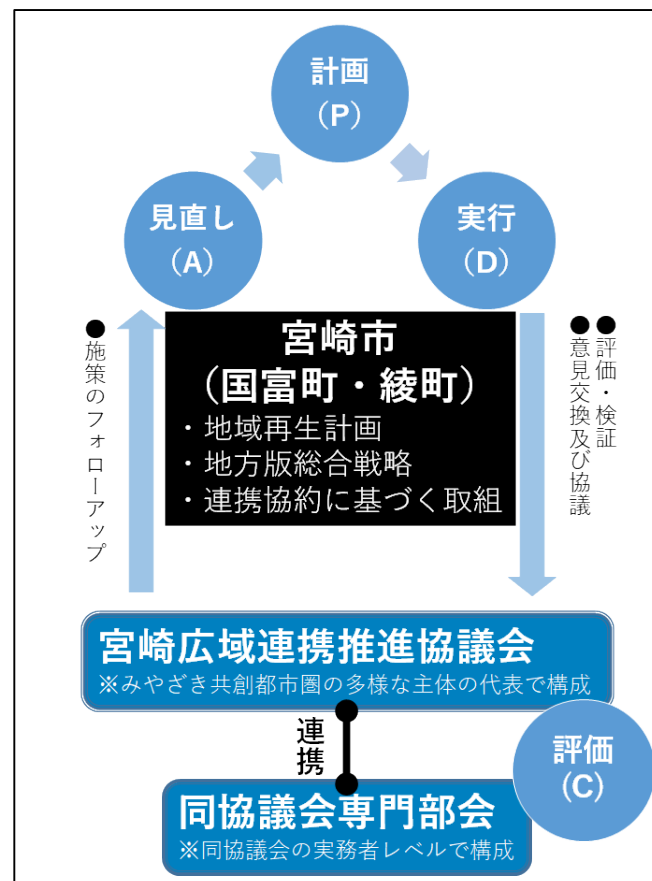 計画
（P）
見直し
（A）
実行
（D）
宮崎市
（国富町・綾町）
・地域再生計画
・地方版総合戦略
・連携協約に基づく取組
●施策のフォローアップ
●評価・検証
●意見交換及び協議
宮崎広域連携推進協議会
※みやざき共創都市圏の多様な主体の代表で構成
連携
評価
（C）
同協議会専門部会
※同協議会の実務者レベルで構成